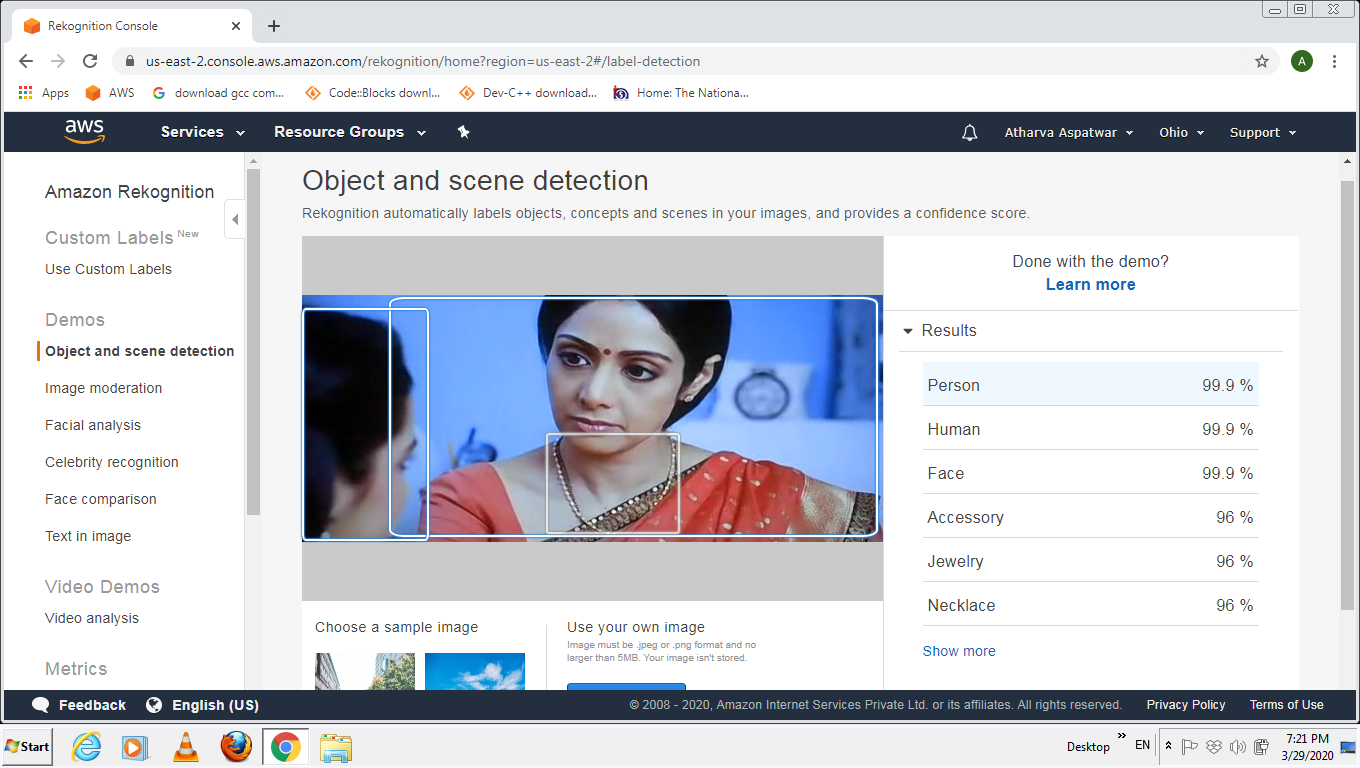 Rekognition Console
us-east-2.console.aws.amazon.com/rekognition/home?region=us-east-2#/label-detection
A
Apps AWS download gcc com... Code::Blocks downl... Dev-C++ download... Home: The Nationa...
aws Services Resource Groups Atharva Aspatwar Ohio Support
Amazon Rekognition
Custom Labels New
Use Custom Labels
Demos
Object and scene detection
Image moderation
Facial analysis
Celebrity recognition
Face comparison
Text in image
Video Demos
Video analysis
Metrics
Object and scene detection
Rekognition automatically labels objects, concepts and scenes in your images, and provides a confidence score.
Done with the demo?
Learn more
Results
Person 99.9 %
Human 99.9 %
Face 99.9 %
Accessory 96 %
Jewelry 96 %
Necklace 96 %
Show more
Choose a sample image
Use your own image
Image must be .jpeg or .png format and no
larger than 5MB. Your image isn't stored.
Feedback English (US) © 2008 - 2020, Amazon Internet Services Private Ltd. or its affiliates. All rights reserved. Privacy Policy Terms of Use
Start Desktop EN 7:21 PM
3/29/2020